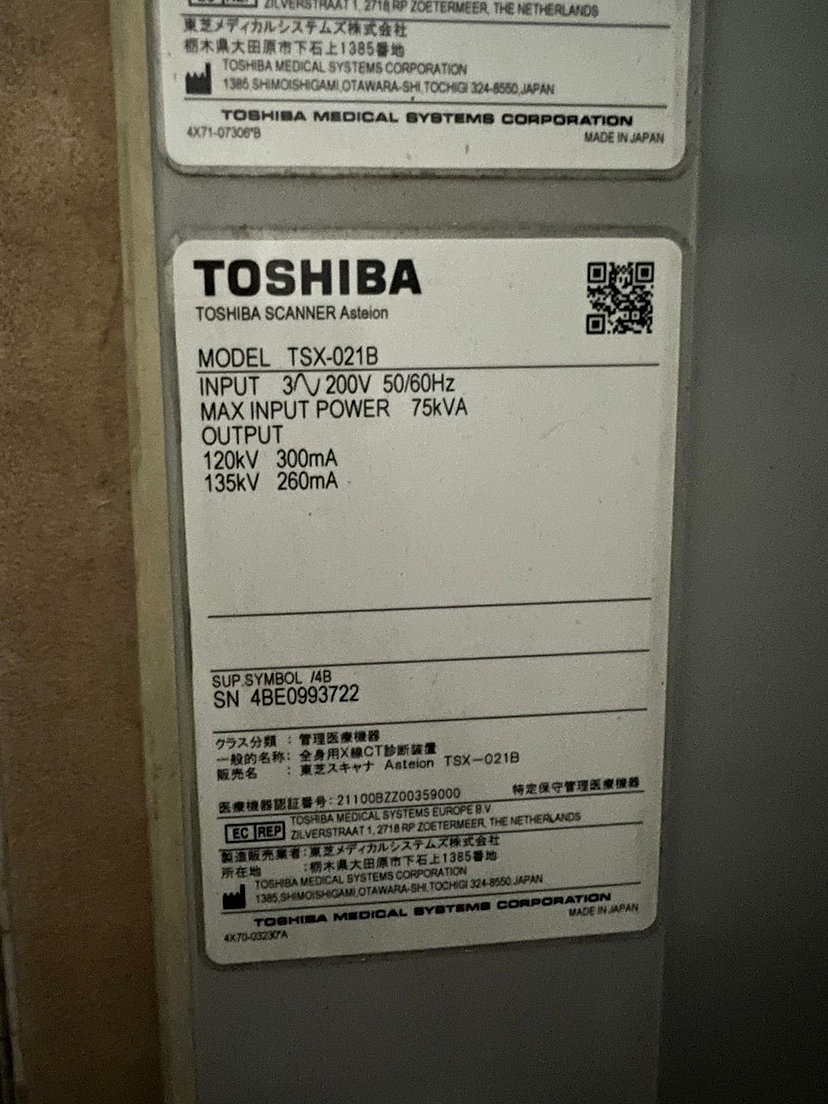 EC REP ZILVERSTRAAT 1, 2718 RP ZOETERMEER, THE NETHERLANDS
東芝メディカルシステムズ株式会社
栃木県大田原市下石上1385番地
TOSHIBA MEDICAL SYSTEMS CORPORATION
1385,SHIMOISHIGAMI,OTAWARA-SHI,TOCHIGI 324-8550,JAPAN
TOSHIBA MEDICAL SYSTEMS CORPORATION
4X71-07306*B MADE IN JAPAN
TOSHIBA
TOSHIBA SCANNER Asteion
MODEL TSX-021B
INPUT 3∿ 200V 50/60Hz
MAX INPUT POWER 75kVA
OUTPUT
120kV 300mA
135kV 260mA
SUP.SYMBOL /4B
SN 4BE0993722
クラス分類 : 管理医療機器
一般的名称: 全身用X線CT診断装置
販売名 : 東芝スキャナ Asteion TSX-021B
医療機器認証番号: 21100BZZ00359000 特定保守管理医療機器
EC REP TOSHIBA MEDICAL SYSTEMS EUROPE B.V.
ZILVERSTRAAT 1, 2718 RP ZOETERMEER, THE NETHERLANDS
製造販売業者:東芝メディカルシステムズ株式会社
所在地 :栃木県大田原市下石上1385番地
TOSHIBA MEDICAL SYSTEMS CORPORATION
1385,SHIMOISHIGAMI,OTAWARA-SHI,TOCHIGI 324-8550,JAPAN
TOSHIBA MEDICAL SYSTEMS CORPORATION
4X70-03230*A MADE IN JAPAN